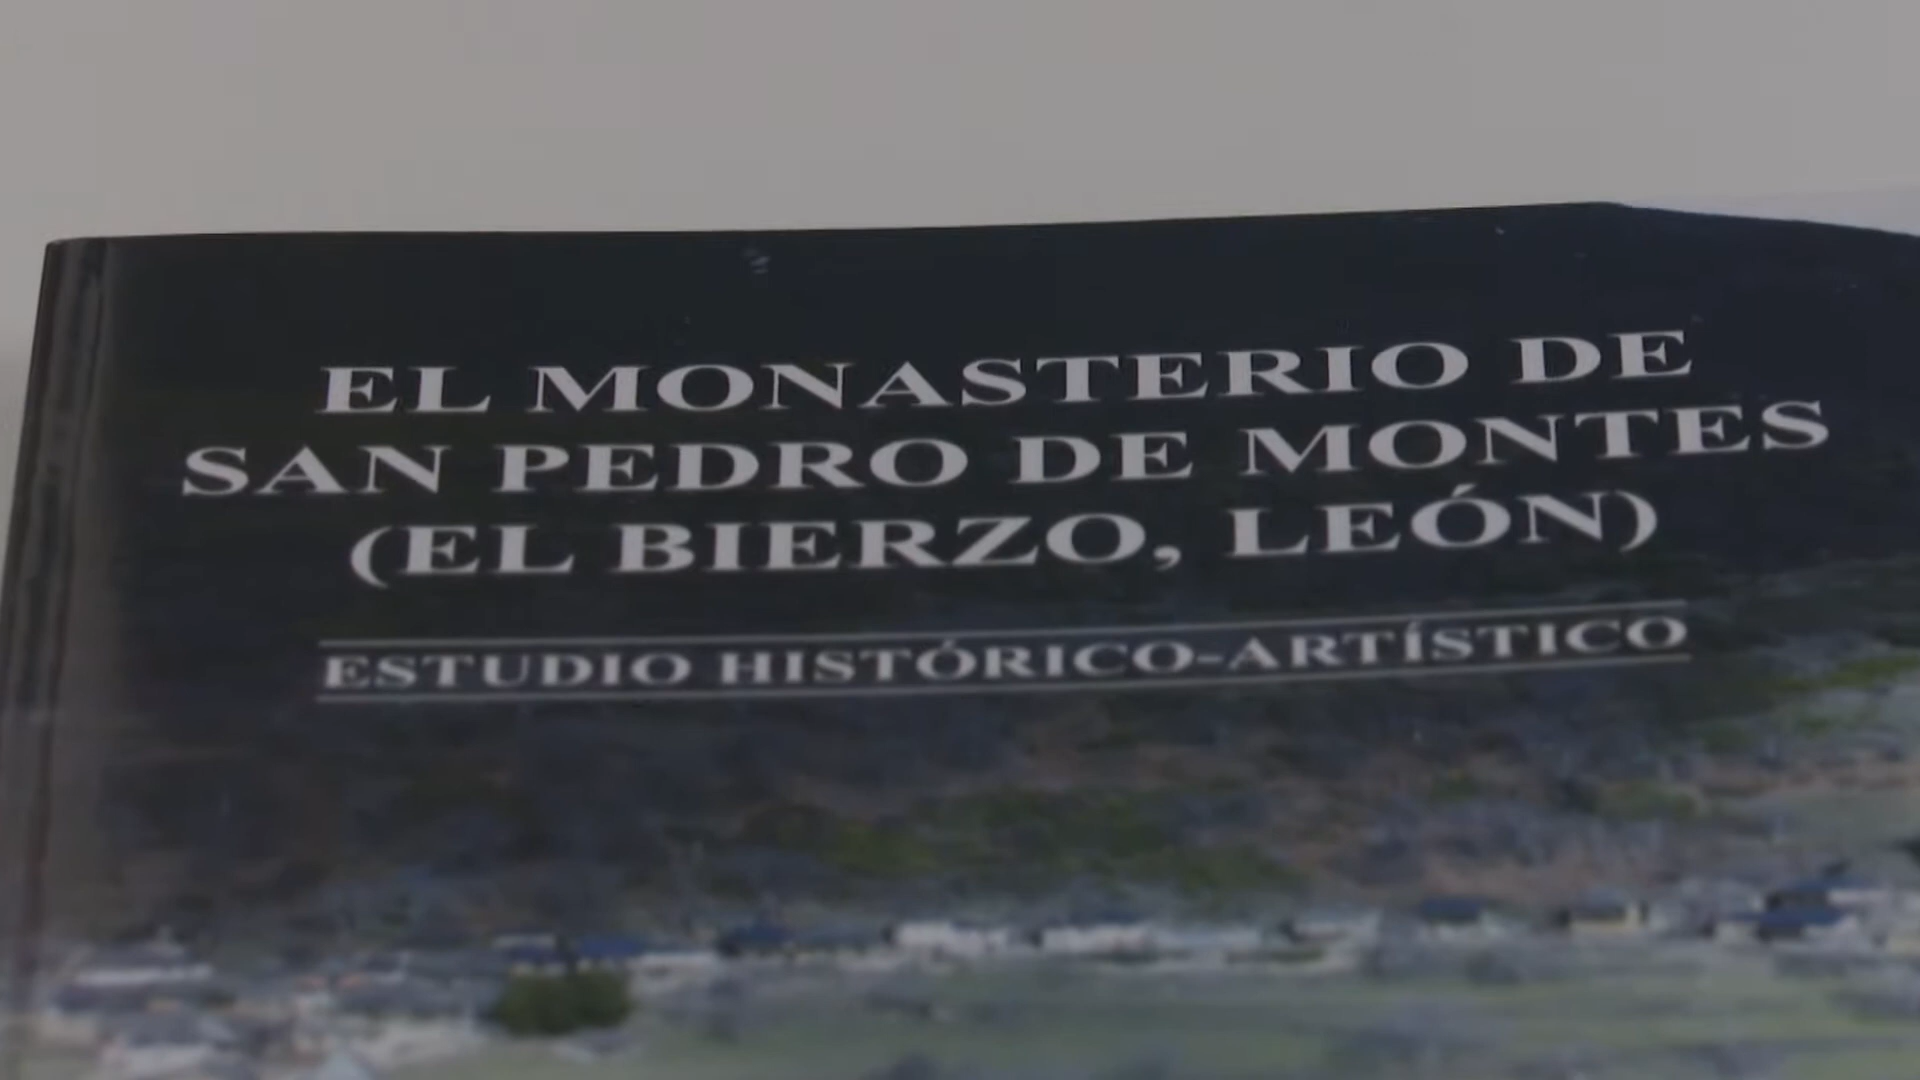 EL MONASTERIO DE
SAN PEDRO DE MONTES
(EL BIERZO, LEÓN)
ESTUDIO HISTÓRICO-ARTÍSTICO